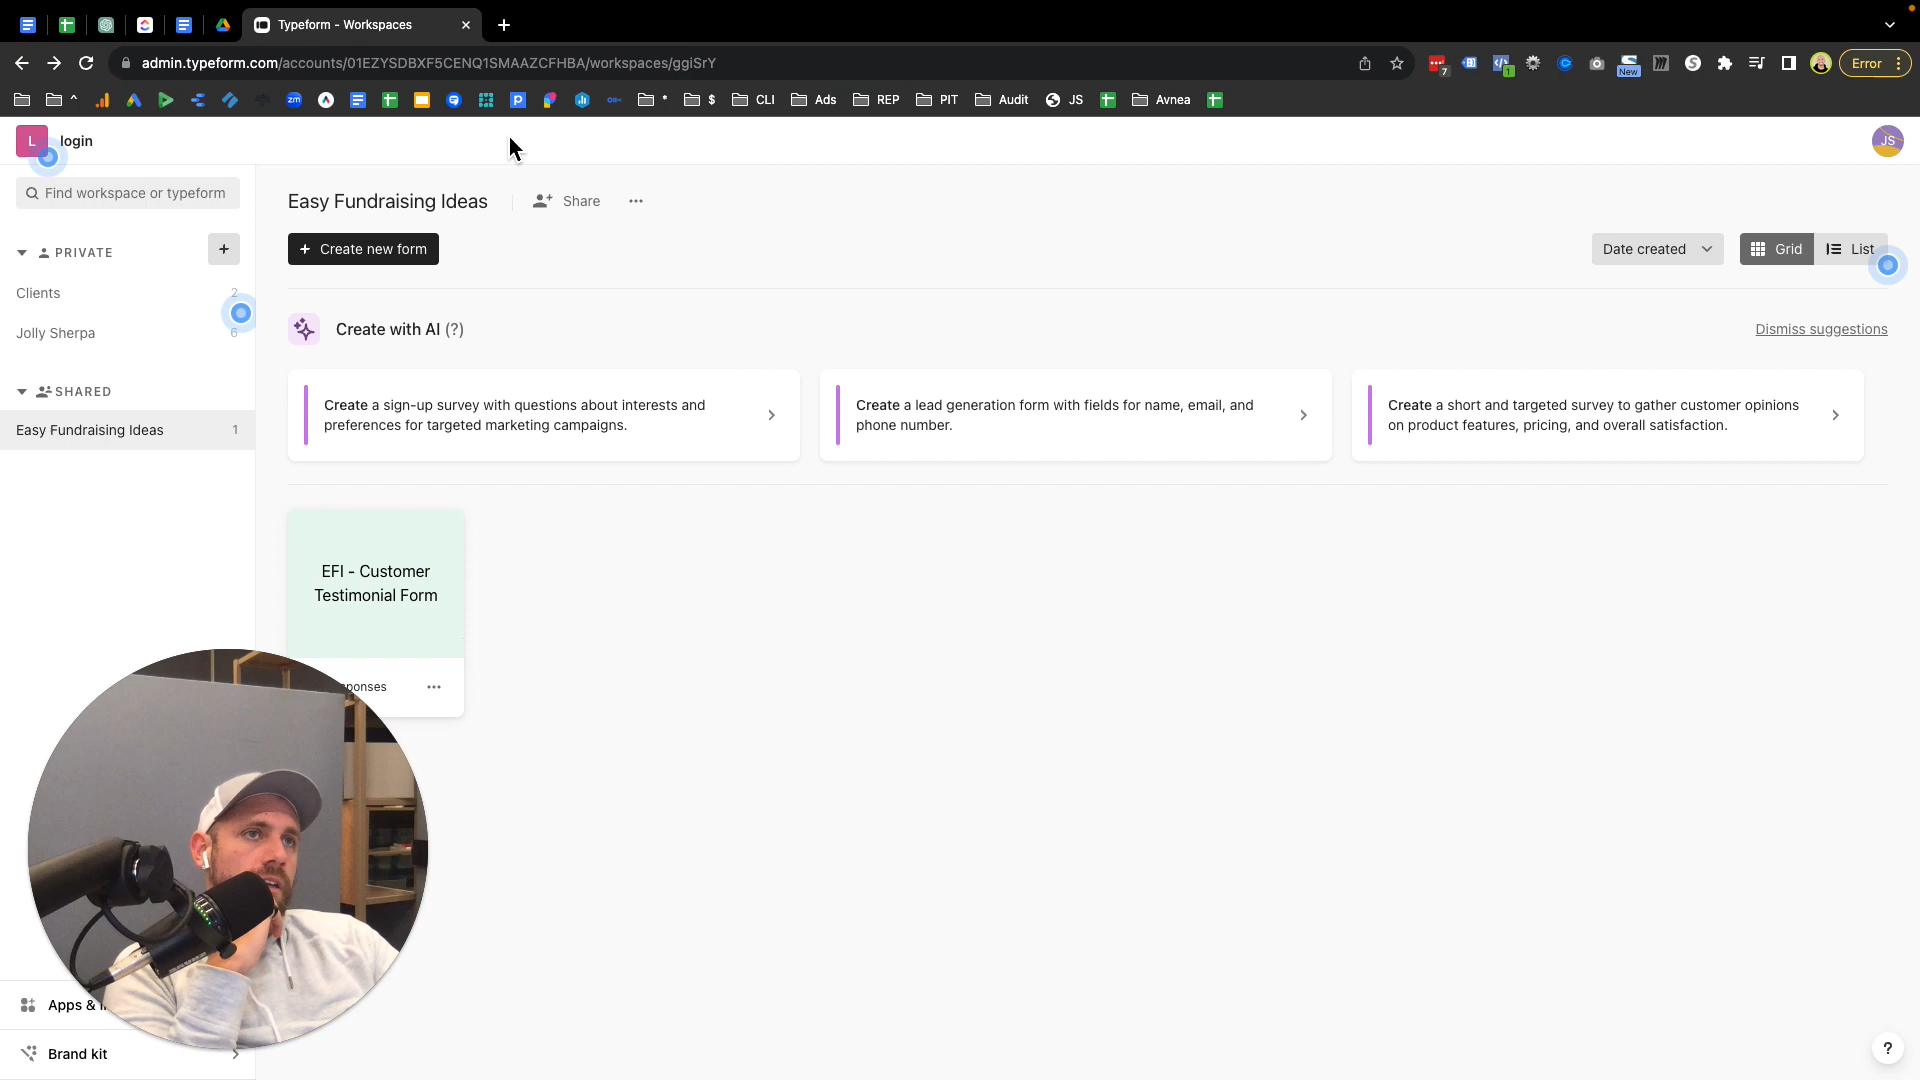 Typeform - Workspaces
admin.typeform.com/accounts/01EZYSDBXF5CENQ1SMAAZCFHBA/workspaces/ggiSrY
7
1
New
Error
^
zm
*
$
CLI
Ads
REP
PIT
Audit
JS
Avnea
L
login
JS
Find workspace or typeform
PRIVATE
+
Clients
2
Jolly Sherpa
6
SHARED
Easy Fundraising Ideas
1
Easy Fundraising Ideas
Share
+ Create new form
Date created
Grid
List
Create with AI (?)
Dismiss suggestions
Create a sign-up survey with questions about interests and
preferences for targeted marketing campaigns.
Create a lead generation form with fields for name, email, and
phone number.
Create a short and targeted survey to gather customer opinions
on product features, pricing, and overall satisfaction.
EFI - Customer
Testimonial Form
Apps &
Brand kit
?